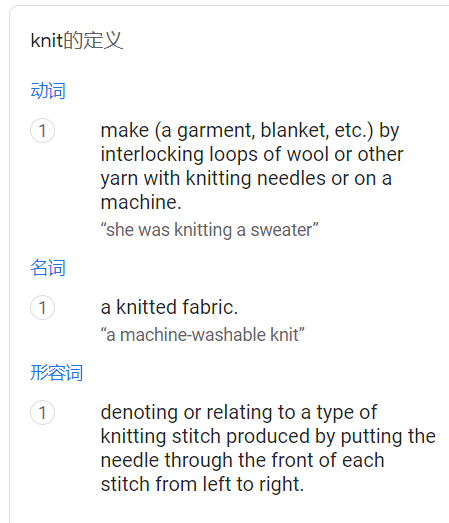 knit的定义
动词
1
make (a garment, blanket, etc.) by
interlocking loops of wool or other
yarn with knitting needles or on a
machine.
“she was knitting a sweater”
名词
1
a knitted fabric.
“a machine-washable knit”
形容词
1
denoting or relating to a type of
knitting stitch produced by putting the
needle through the front of each
stitch from left to right.